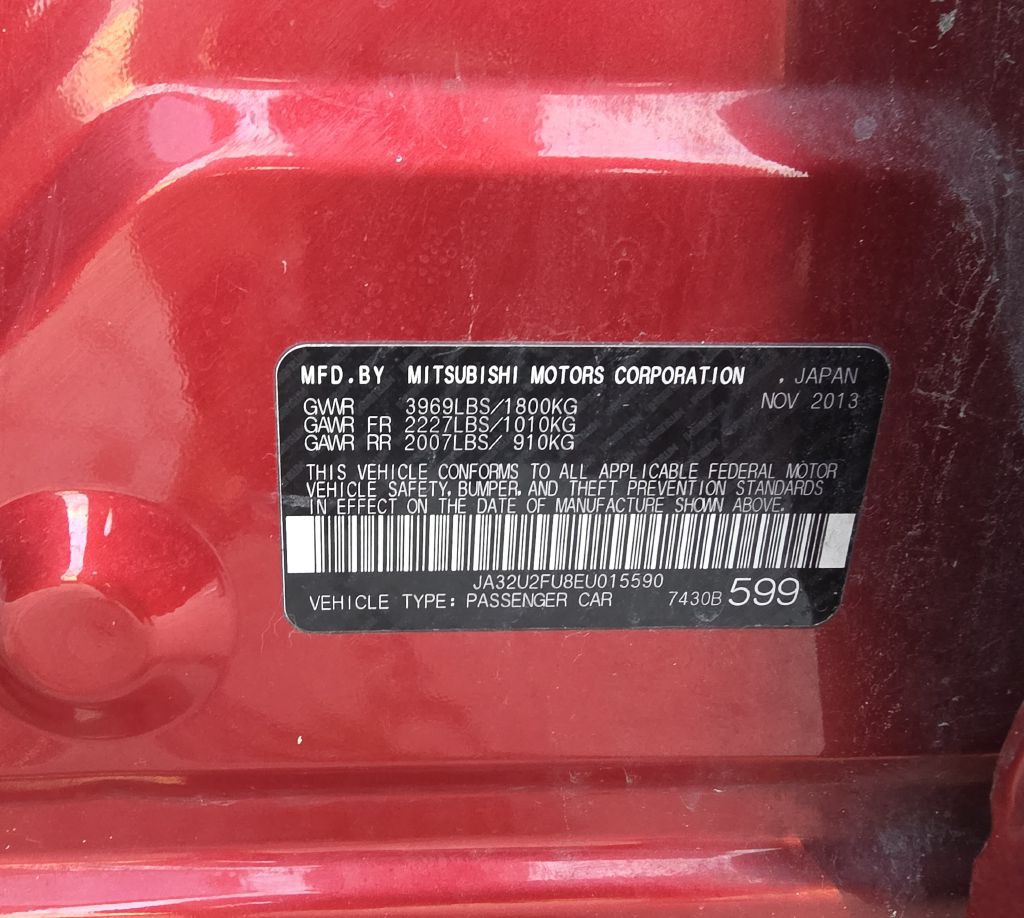 MFD.BY MITSUBISHI MOTORS CORPORATION , JAPAN
NOV 2013
GVWR 3969LBS/1800KG
GAWR FR 2227LBS/1010KG
GAWR RR 2007LBS/ 910KG
THIS VEHICLE CONFORMS TO ALL APPLICABLE FEDERAL MOTOR
VEHICLE SAFETY, BUMPER, AND THEFT PREVENTION STANDARDS
IN EFFECT ON THE DATE OF MANUFACTURE SHOWN ABOVE.
JA32U2FU8EU015590
VEHICLE TYPE: PASSENGER CAR 7430B 599